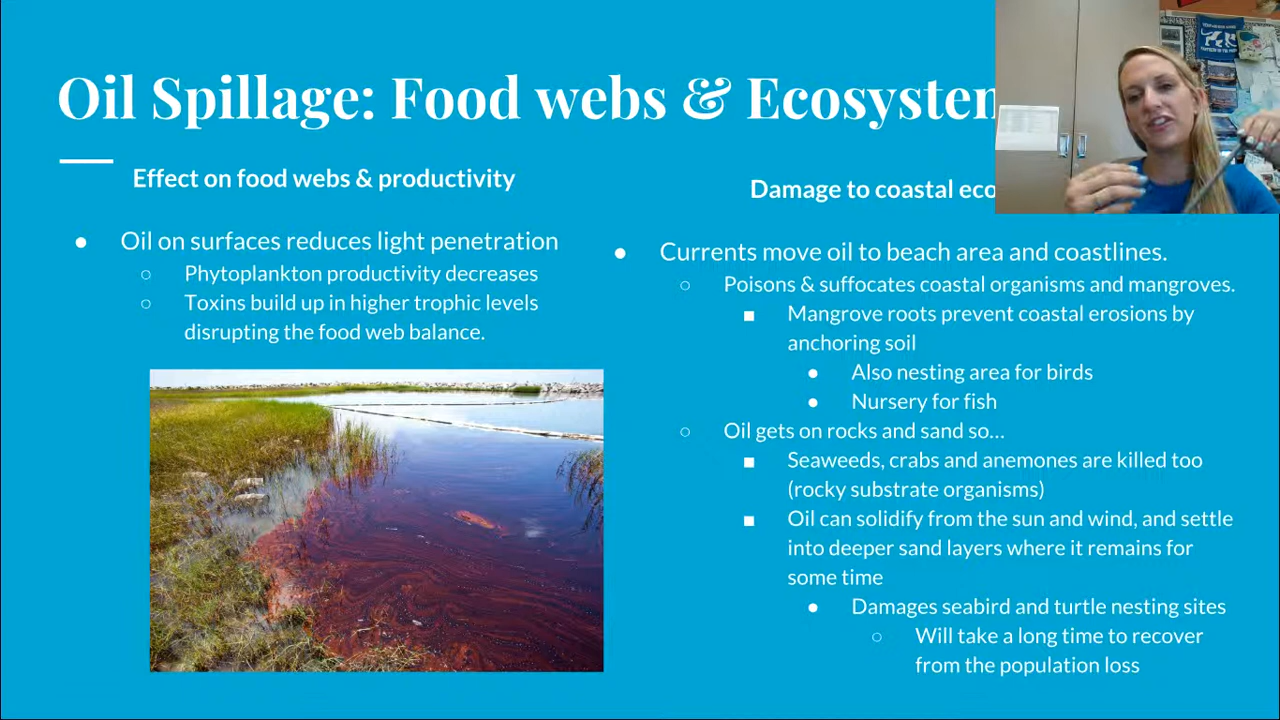 Oil Spillage: Food webs & Ecosystem
Effect on food webs & productivity
● Oil on surfaces reduces light penetration
○ Phytoplankton productivity decreases
○ Toxins build up in higher trophic levels
disrupting the food web balance.
Damage to coastal eco
● Currents move oil to beach area and coastlines.
○ Poisons & suffocates coastal organisms and mangroves.
■ Mangrove roots prevent coastal erosions by
anchoring soil
● Also nesting area for birds
● Nursery for fish
○ Oil gets on rocks and sand so...
■ Seaweeds, crabs and anemones are killed too
(rocky substrate organisms)
■ Oil can solidify from the sun and wind, and settle
into deeper sand layers where it remains for
some time
● Damages seabird and turtle nesting sites
○ Will take a long time to recover
from the population loss